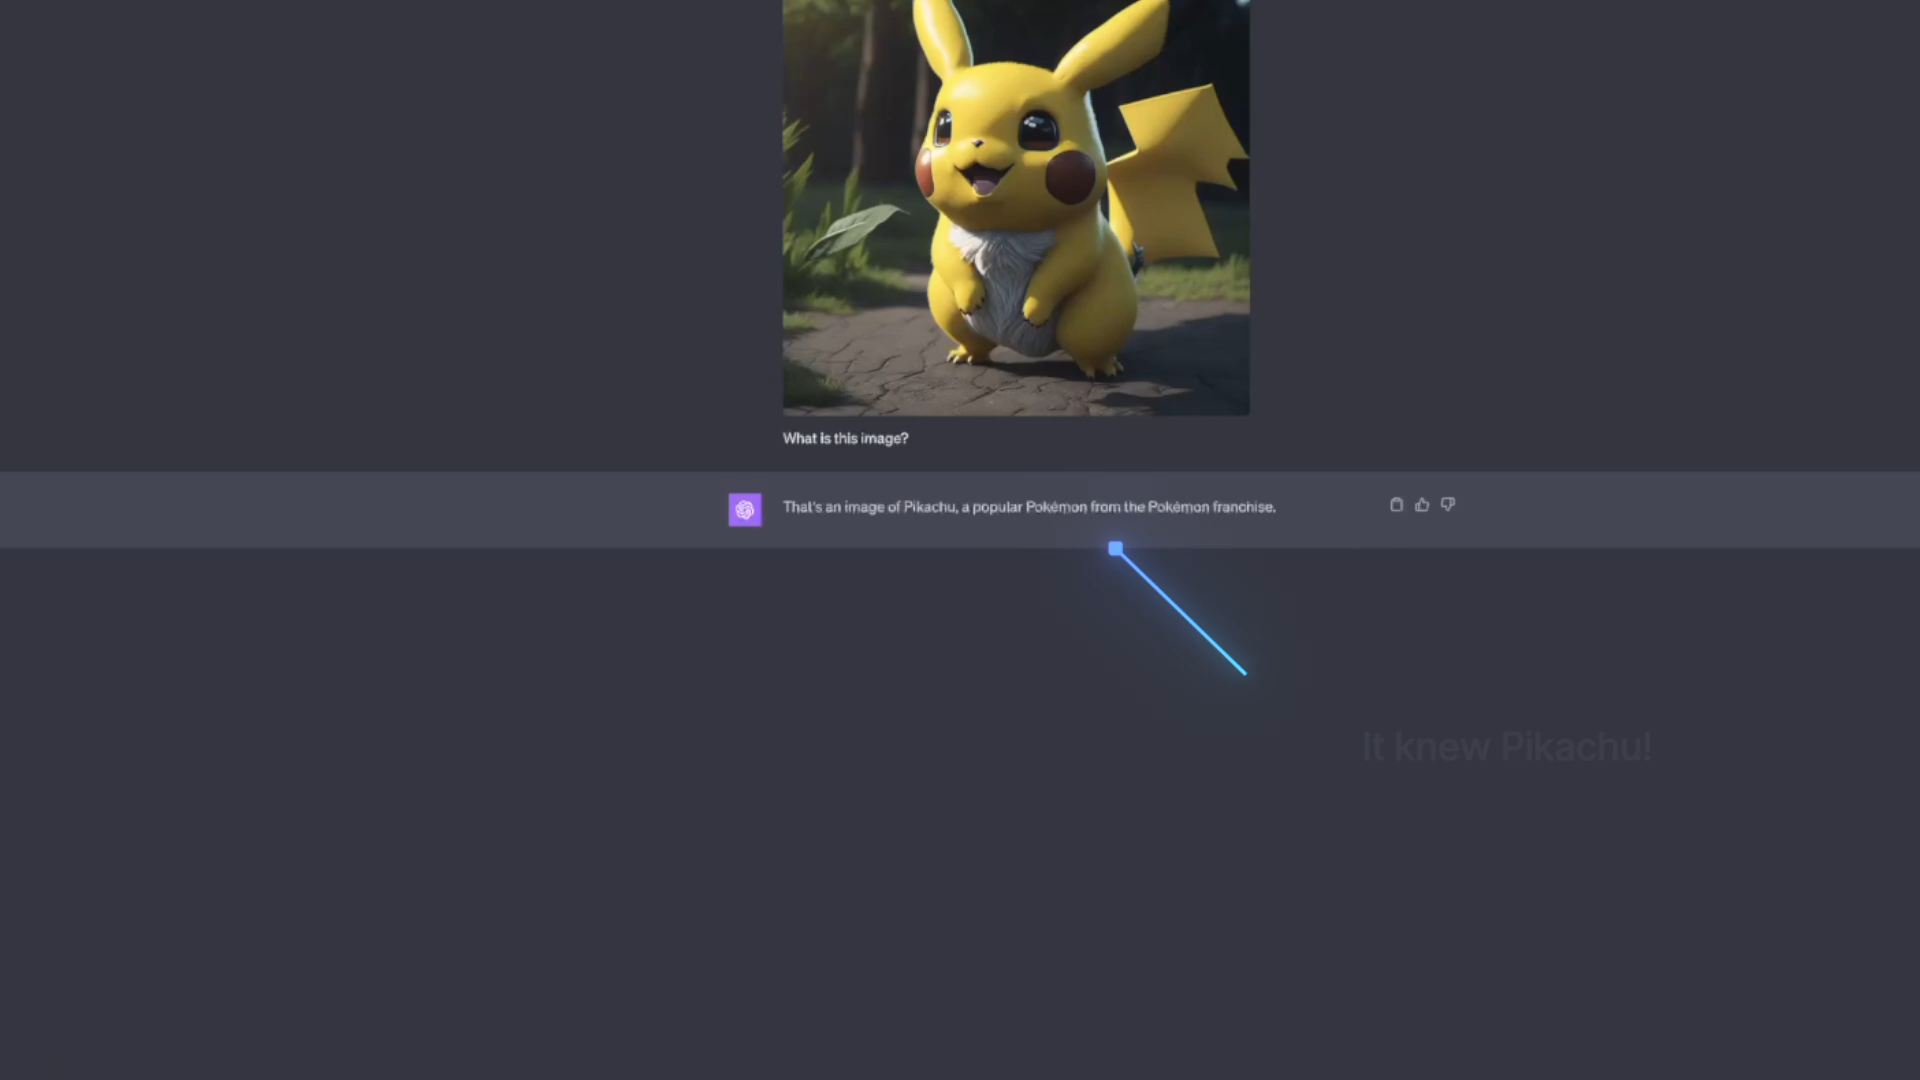 What is this image?
That's an image of Pikachu, a popular Pokémon from the Pokémon franchise.
It knew Pikachu!